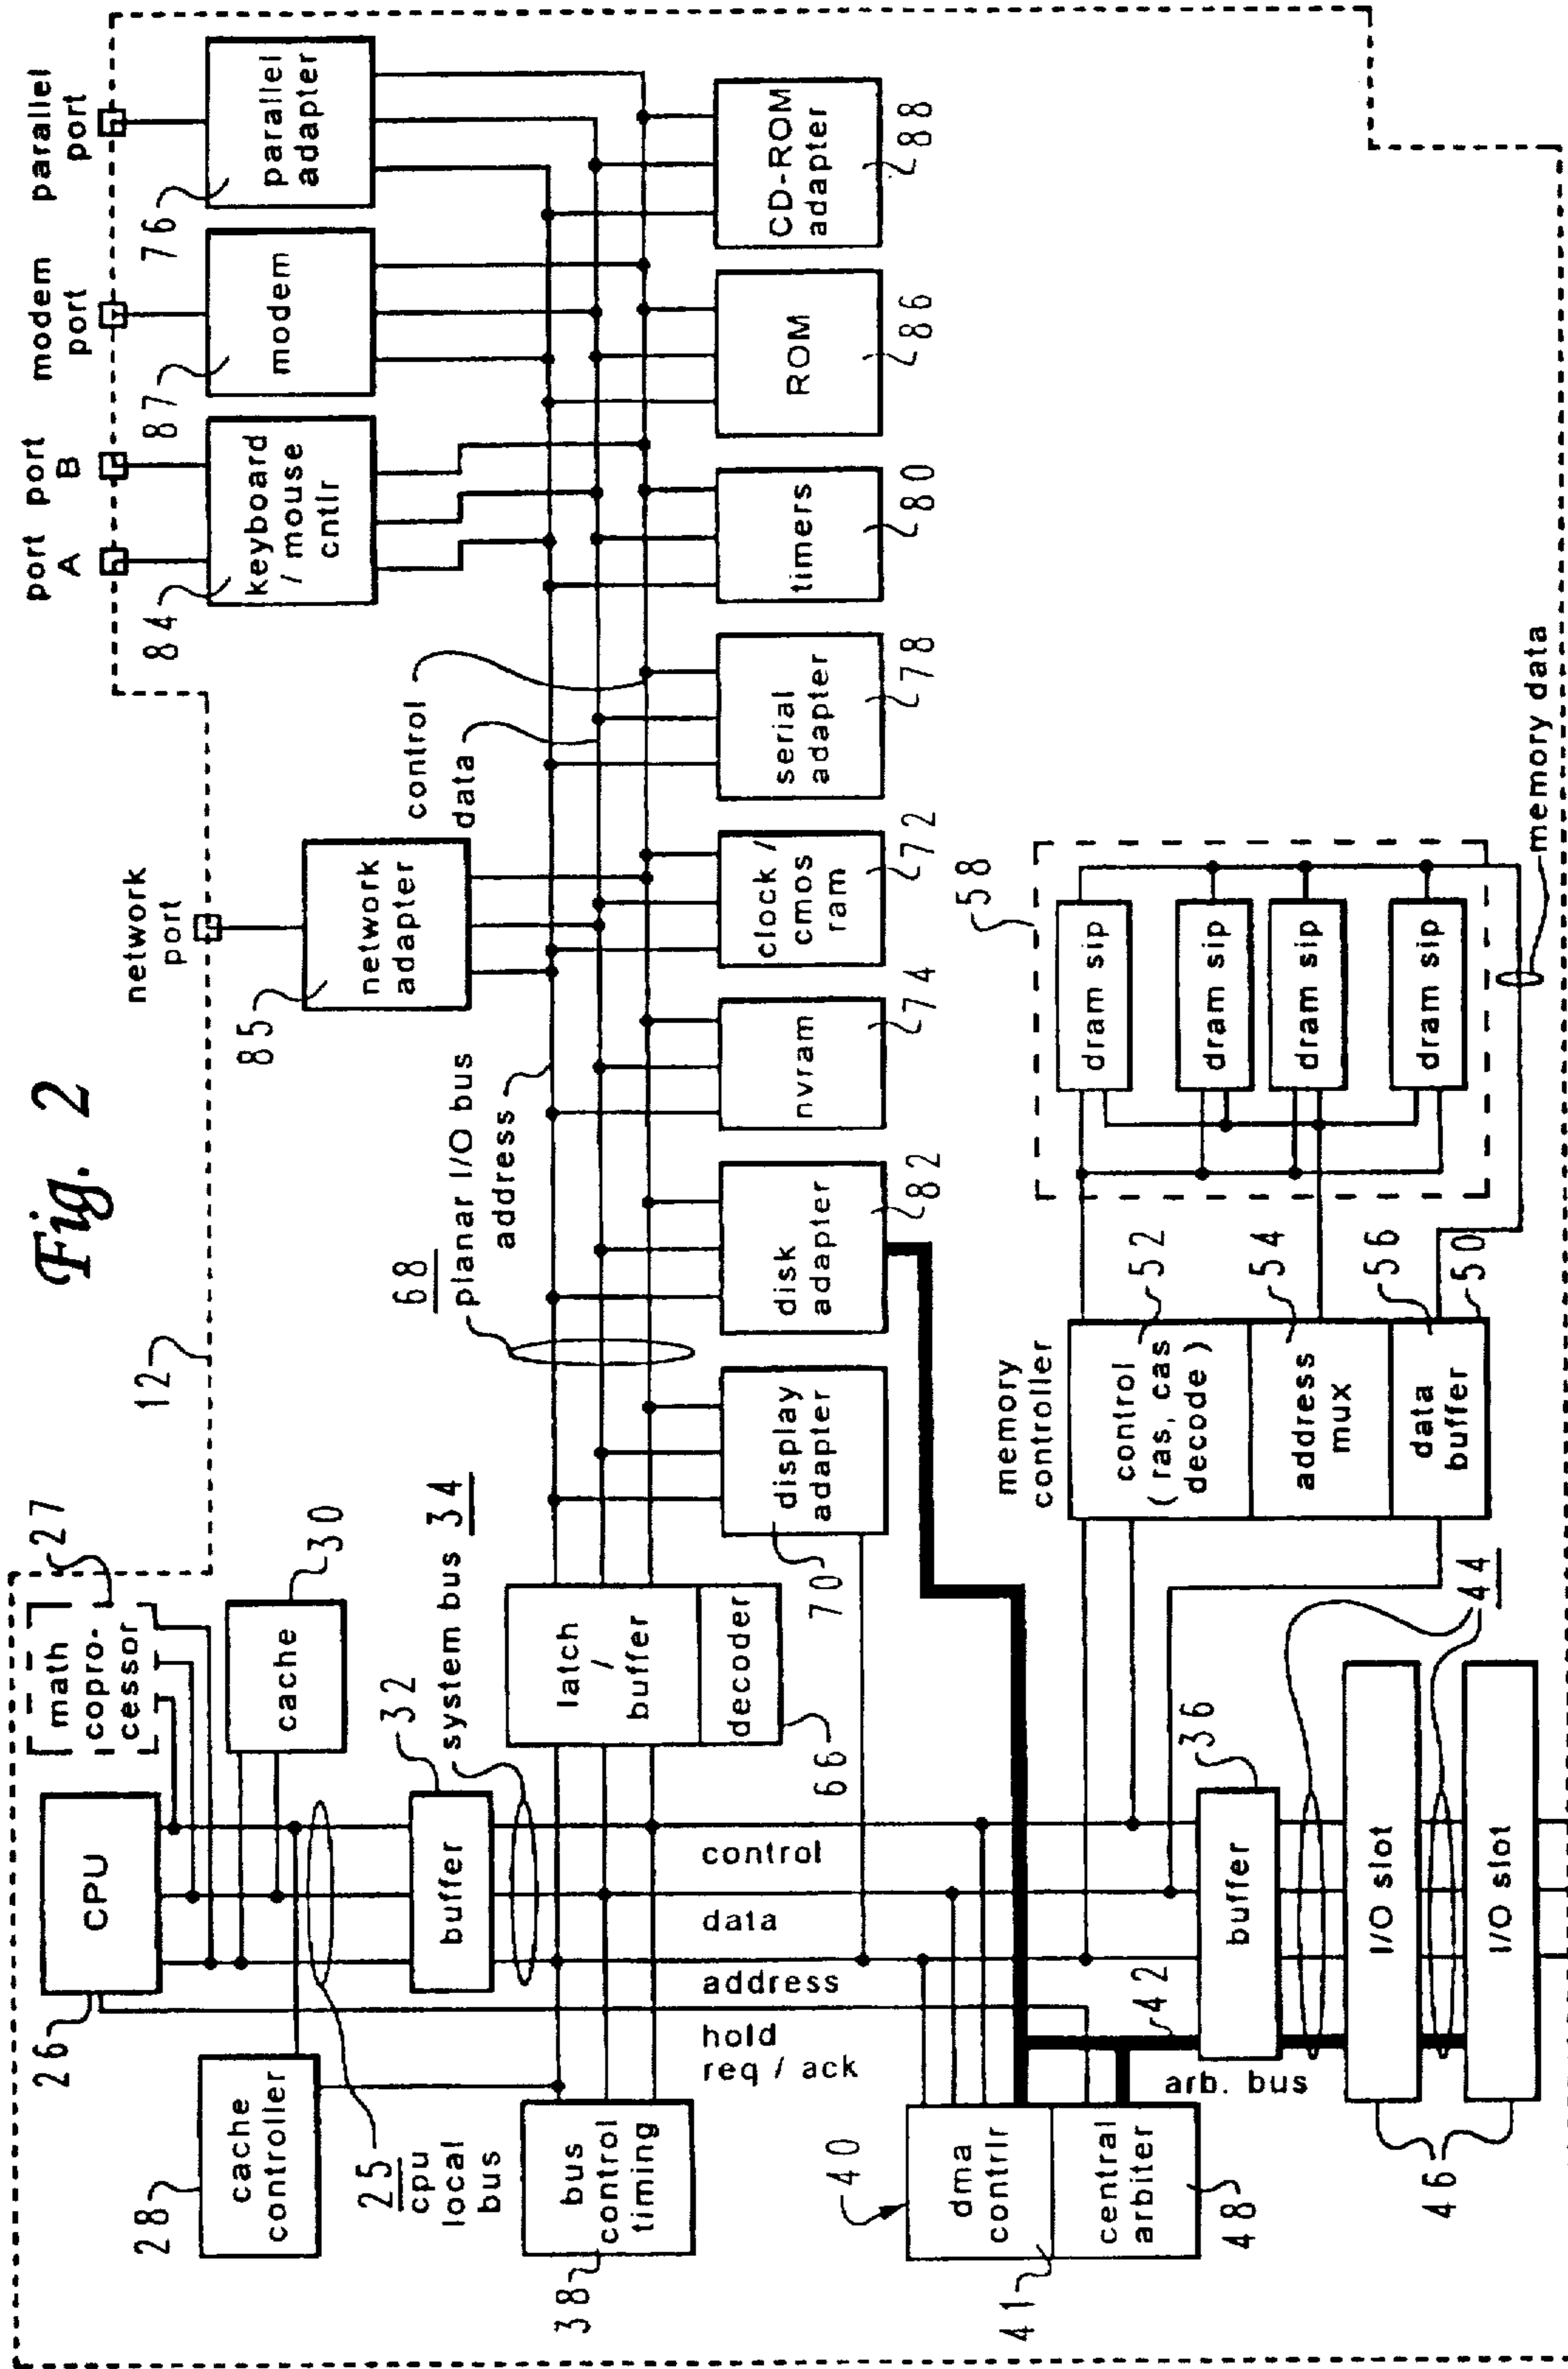 Fig. 2
12
26
CPU
math
copro-
cessor
27
28
cache
controller
cache
30
25
cpu
local
bus
buffer
32
system bus 34
38
bus
control
timing
latch
/
buffer
decoder
66
control
data
address
hold
req / ack
40
dma
contrlr
41
central
arbiter
48
arb. bus
42
buffer
36
44
I/O slot
I/O slot
46
68
planar I/O bus
address
data
control
network
port
85
network
adapter
port
A
port
B
84
keyboard
/ mouse
cntlr
modem
port
87
modem
parallel
port
76
parallel
adapter
display
adapter
70
disk
adapter
82
nvram
74
clock /
cmos
ram
72
serial
adapter
78
timers
80
ROM
86
CD-ROM
adapter
88
memory
controller
control
( ras, cas
decode )
52
address
mux
54
data
buffer
56
50
58
dram sip
dram sip
dram sip
dram sip
memory data